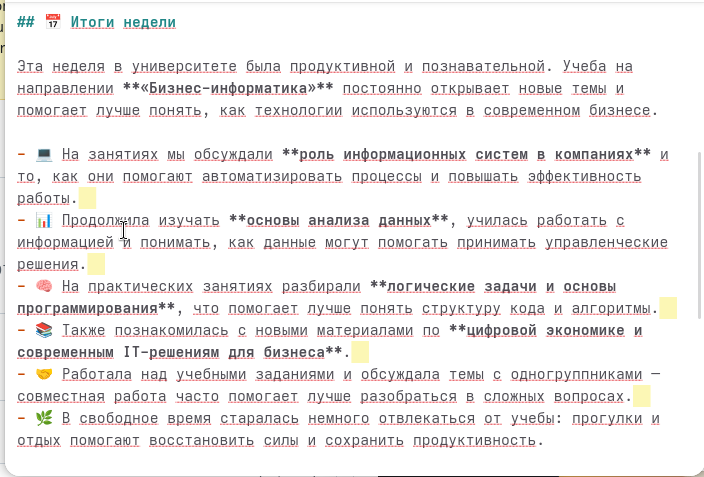 ## 📅 Итоги недели
Эта неделя в университете была продуктивной и познавательной. Учеба на
направлении **«Бизнес-информатика»** постоянно открывает новые темы и
помогает лучше понять, как технологии используются в современном бизнесе.
- 💻 На занятиях мы обсуждали **роль информационных систем в компаниях** и
то, как они помогают автоматизировать процессы и повышать эффективность
работы.
- 📊 Продолжила изучать **основы анализа данных**, училась работать с
информацией и понимать, как данные могут помогать принимать управленческие
решения.
- 🧠 На практических занятиях разбирали **логические задачи и основы
программирования**, что помогает лучше понять структуру кода и алгоритмы.
- 📚 Также познакомилась с новыми материалами по **цифровой экономике и
современным IT-решениям для бизнеса**.
- 🤝 Работала над учебными заданиями и обсуждала темы с одногруппниками —
совместная работа часто помогает лучше разобраться в сложных вопросах.
- 🌿 В свободное время старалась немного отвлекаться от учебы: прогулки и
отдых помогают восстановить силы и сохранить продуктивность.